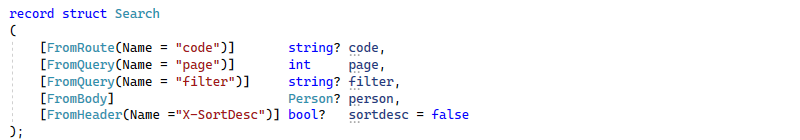 record struct Search
(
    [FromRoute(Name = "code")]       string? code,
    [FromQuery(Name = "page")]       int     page,
    [FromQuery(Name = "filter")]     string? filter,
    [FromBody]                       Person? person,
    [FromHeader(Name ="X-SortDesc")] bool?   sortdesc = false
);